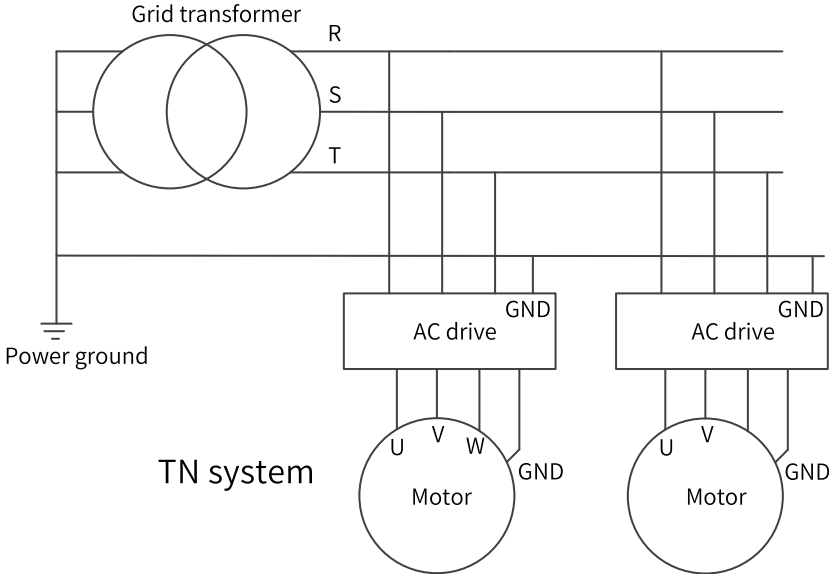 Grid transformer
R
S
T
GND
GND
AC drive
AC drive
Power ground
U
V
W
U
V
TN system
GND
GND
Motor
Motor